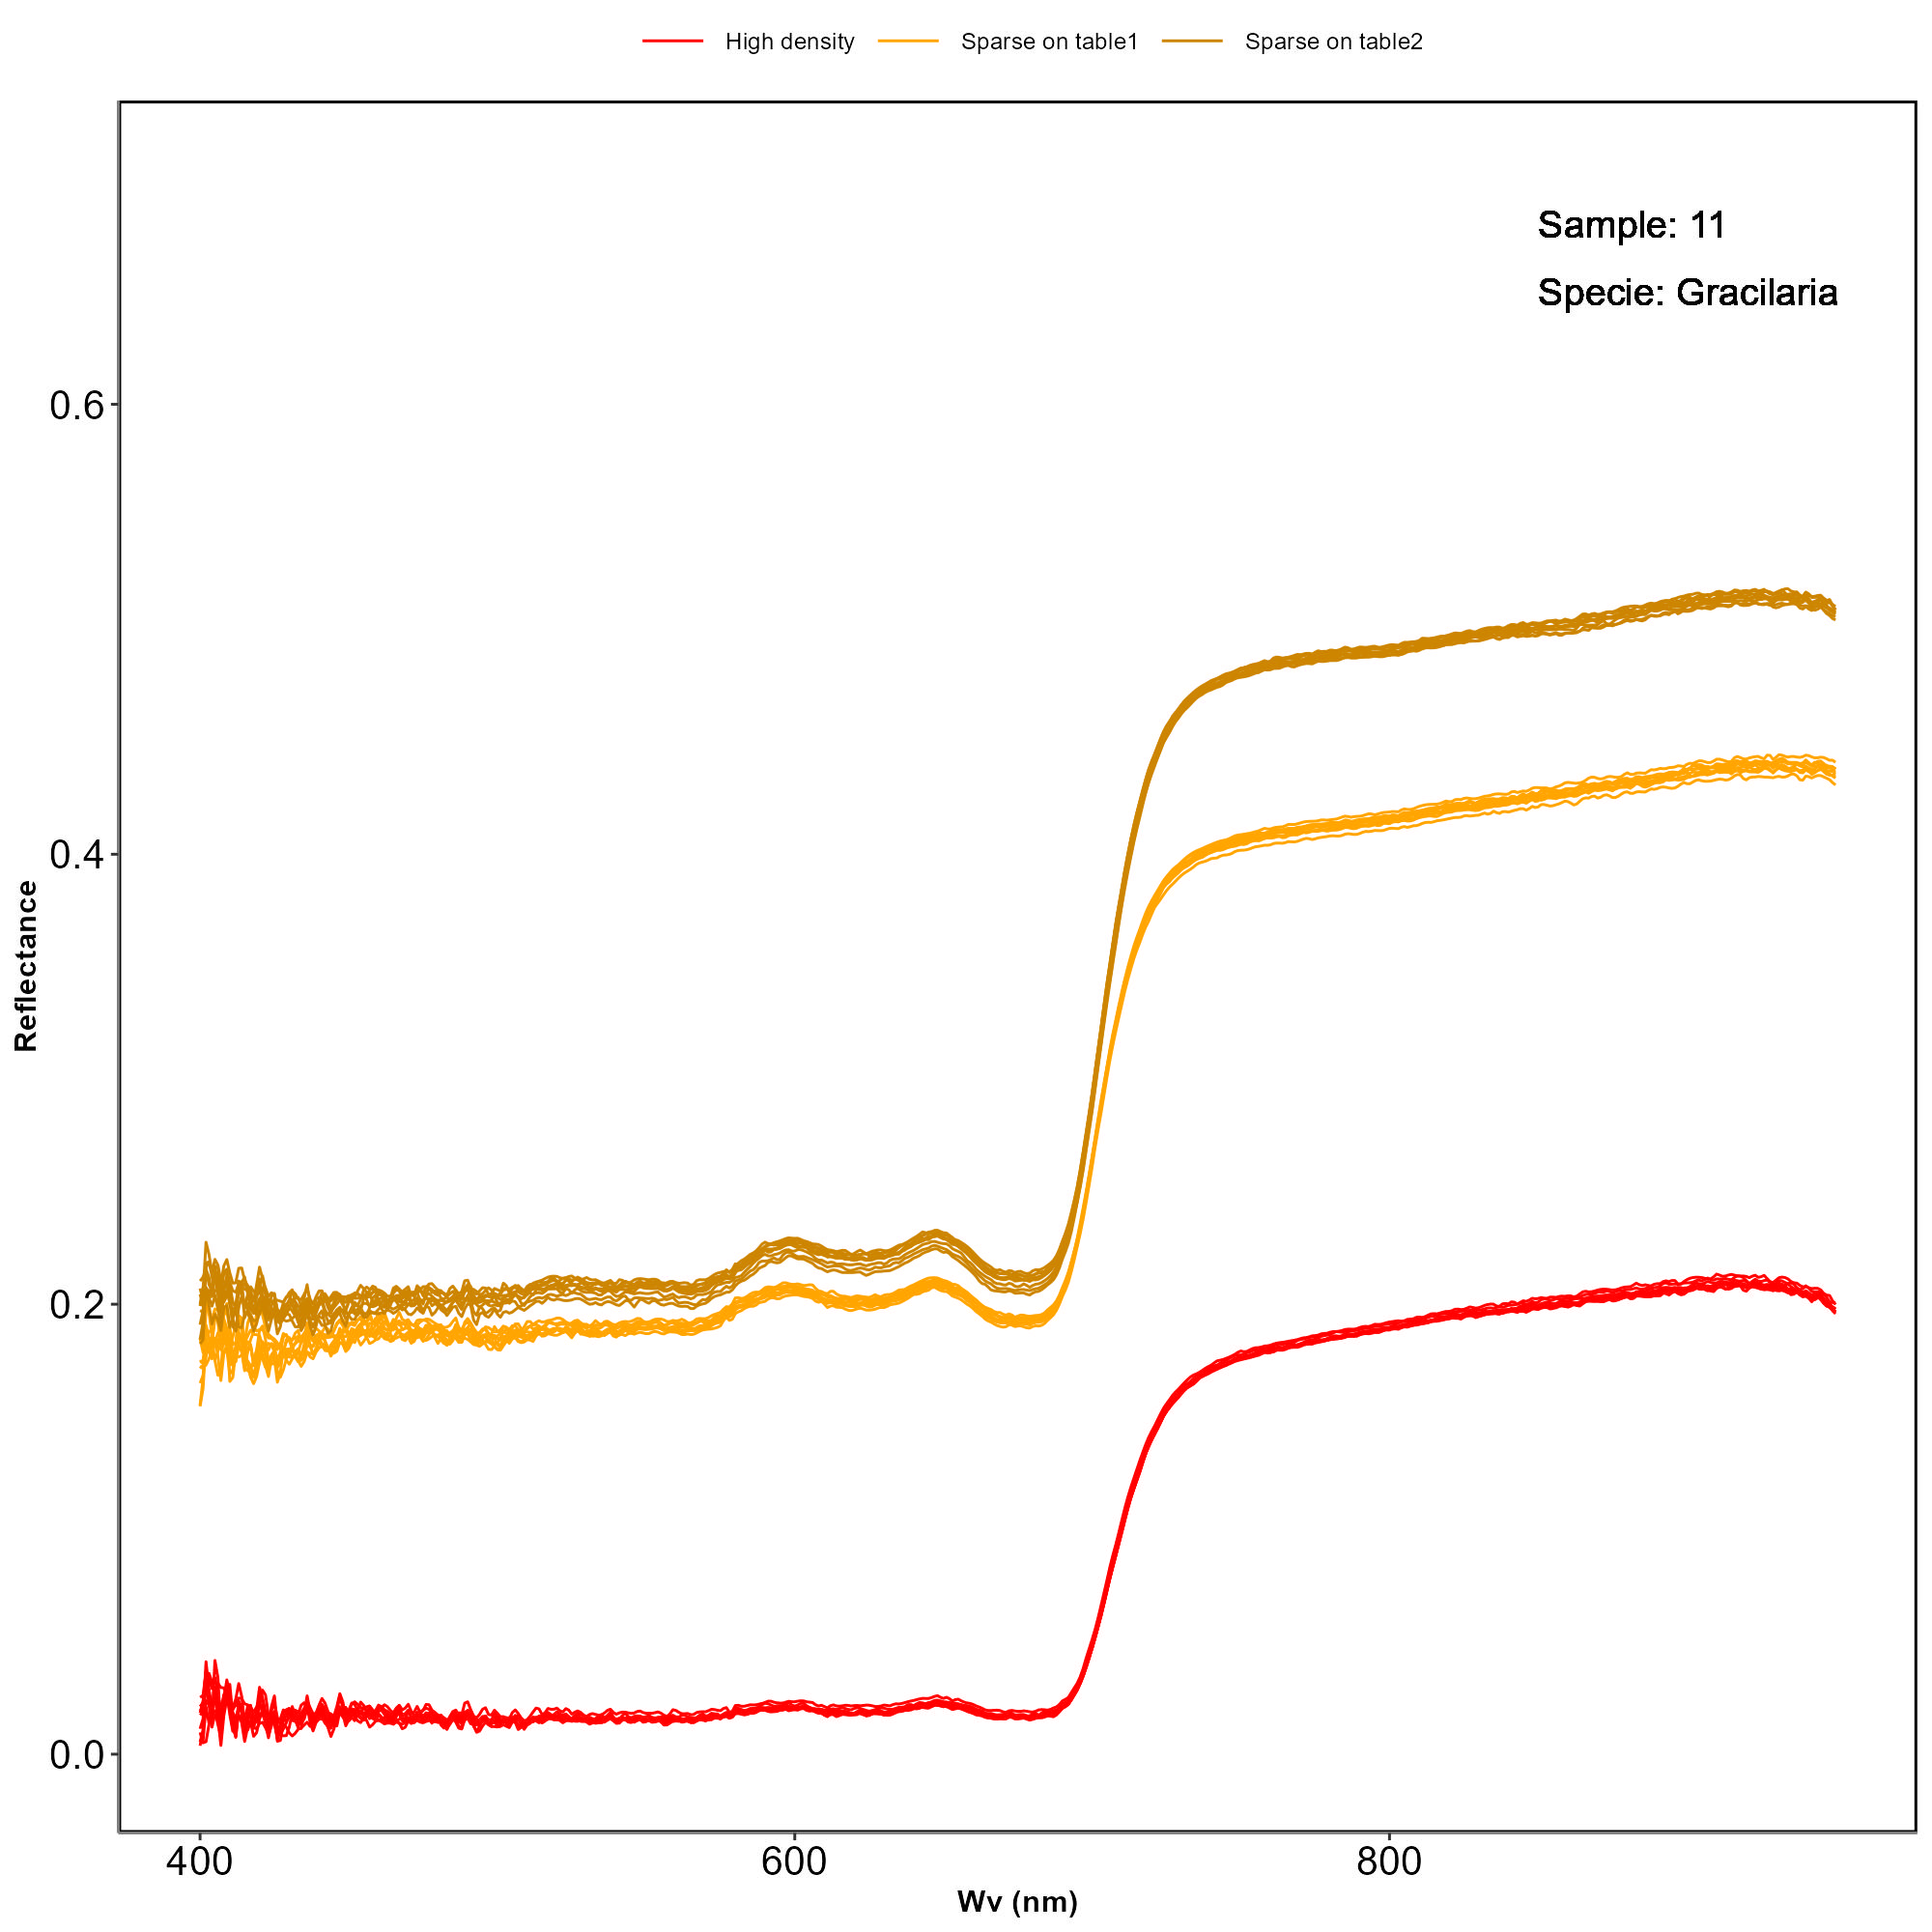 High density Sparse on table1 Sparse on table2
Sample: 11
Specie: Gracilaria
0.6
0.4
0.2
0.0
Reflectance
400 600 800
Wv (nm)